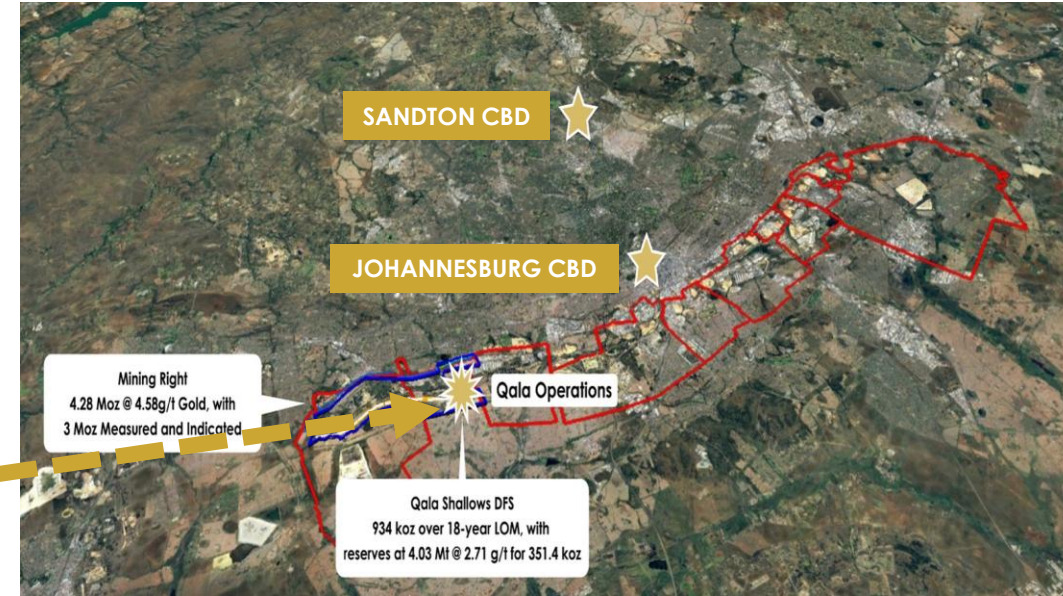 SANDTON CBD
JOHANNESBURG CBD
Mining Right
4.28 Moz @ 4.58g/t Gold, with
3 Moz Measured and Indicated
Qala Operations
Qala Shallows DFS
934 koz over 18-year LOM, with
reserves at 4.03 Mt @ 2.71 g/t for 351.4 koz